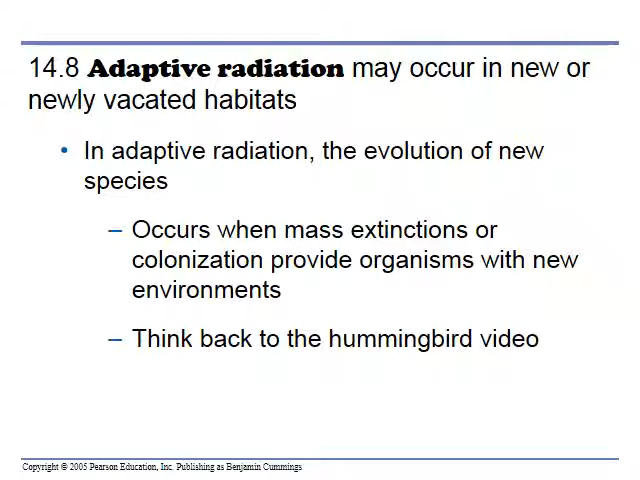 14.8 Adaptive radiation may occur in new or
newly vacated habitats
• In adaptive radiation, the evolution of new
species
– Occurs when mass extinctions or
colonization provide organisms with new
environments
– Think back to the hummingbird video
Copyright © 2005 Pearson Education, Inc. Publishing as Benjamin Cummings